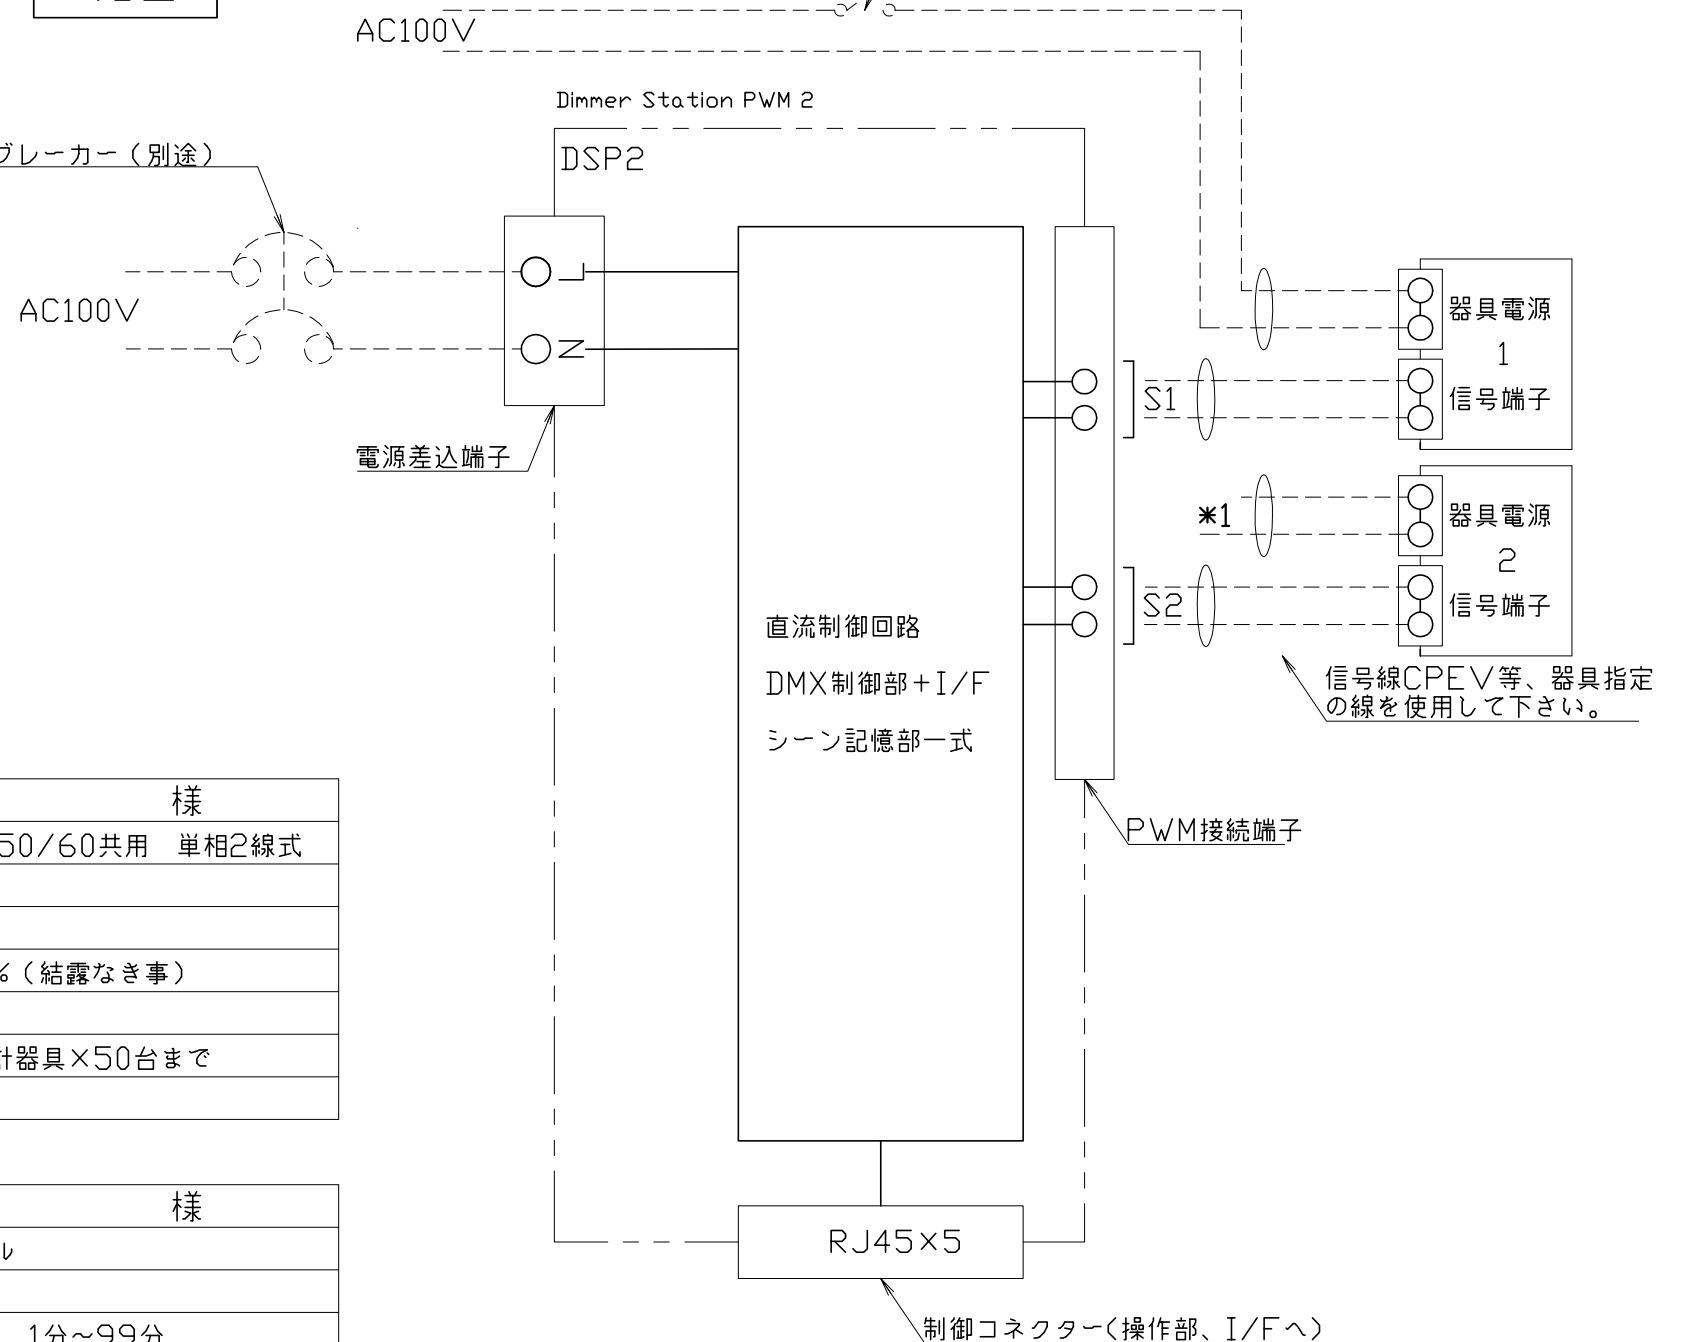 AC100V
Dimmer Station PWM 2
ブレーカー(別途)
DSP2
L
AC100V
N
器具電源
1
信号端子
S1
電源差込端子
*1
器具電源
2
信号端子
S2
直流制御回路
DMX制御部+I/F
シーン記憶部一式
信号線CPEV等、器具指定
の線を使用して下さい。
PWM接続端子
様
50/60共用 単相2線式
%(結露なき事)
計器具×50台まで
様
ル
1分~99分
RJ45×5
制御コネクター(操作部、I/Fへ)